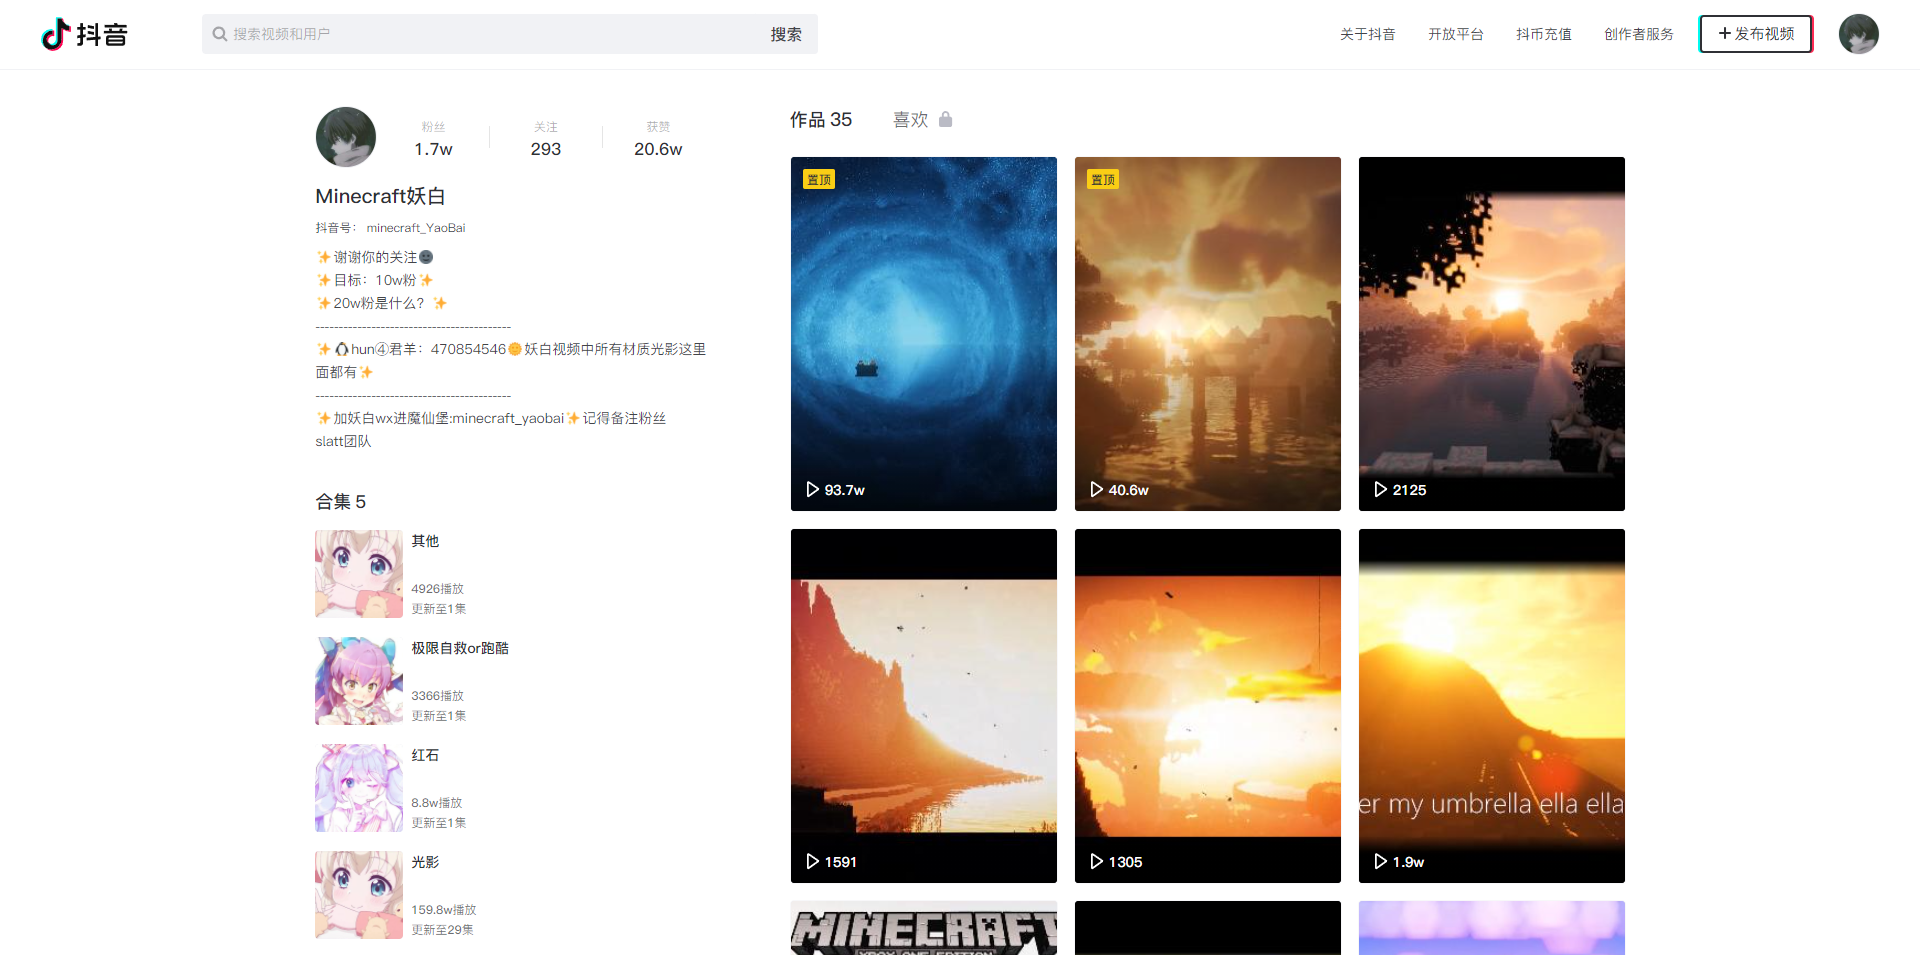 抖音
搜索视频和用户
搜索
关于抖音
开放平台
抖币充值
创作者服务
发布视频
粉丝
1.7w
关注
293
获赞
20.6w
Minecraft妖白
抖音号: minecraft_YaoBai
✨谢谢你的关注🌚
✨目标：10w粉✨
✨20w粉是什么？✨
------------------------------------------
✨🐧hun④君羊：470854546🌞妖白视频中所有材质光影这里
面都有✨
------------------------------------------
✨加妖白wx进魔仙堡:minecraft_yaobai✨记得备注粉丝
slatt团队
合集 5
其他
4926播放
更新至1集
极限自救or跑酷
3366播放
更新至1集
红石
8.8w播放
更新至1集
光影
159.8w播放
更新至29集
作品 35
喜欢
置顶
93.7w
置顶
40.6w
2125
1591
1305
er my umbrella ella ella
1.9w
MINECRAFT
XBOX ONE EDITION